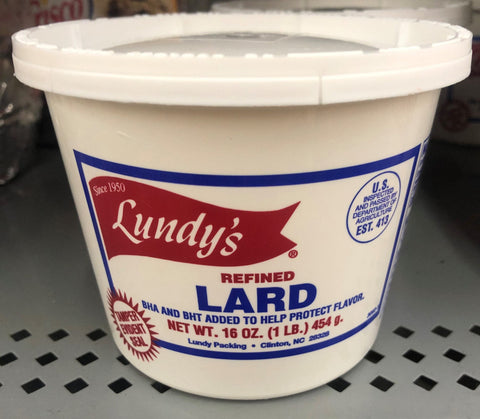 Since 1950
Lundy's
®
U.S.
INSPECTED
AND PASSED BY
DEPARTMENT OF
AGRICULTURE
EST. 413
REFINED
LARD
BHA AND BHT ADDED TO HELP PROTECT FLAVOR.
NET WT. 16 OZ. (1 LB.) 454 g.
Lundy Packing • Clinton, NC 28328
TAMPER
EVIDENT
SEAL